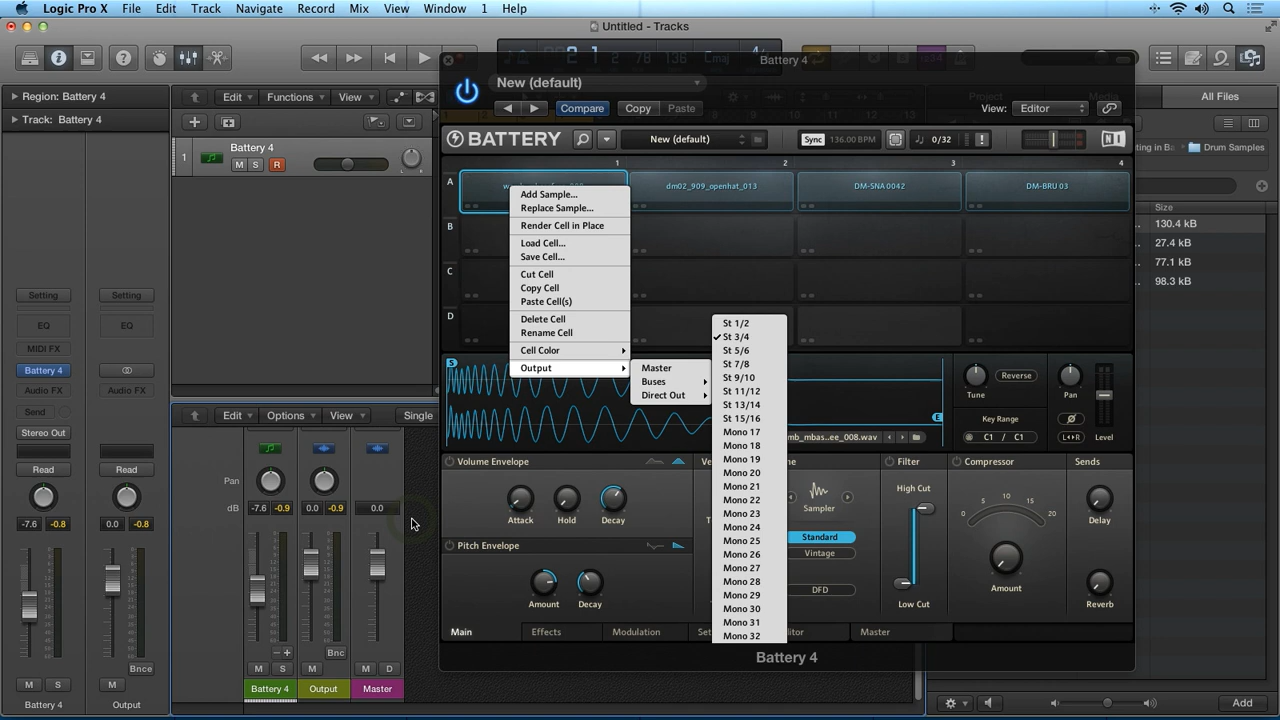 Logic Pro X File Edit Track Navigate Record Mix View Window 1 Help
Untitled - Tracks
Battery 4
Region: Battery 4
Track: Battery 4
Edit Functions View
New (default)
Compare Copy Paste
View: Editor
All Files
Drum Samples
Size
130.4 kB
27.4 kB
77.1 kB
98.3 kB
1 Battery 4
M S R
BATTERY
New (default)
Sync 136.00 BPM
0/32
1 2 3 4
A
B
C
D
dm02_909_openhat_013
DM-SNA 0042
DM-BRU 03
Add Sample...
Replace Sample...
Render Cell in Place
Load Cell...
Save Cell...
Cut Cell
Copy Cell
Paste Cell(s)
Delete Cell
Rename Cell
Cell Color
Output
Master
Buses
Direct Out
St 1/2
St 3/4
St 5/6
St 7/8
St 9/10
St 11/12
St 13/14
St 15/16
Mono 17
Mono 18
Mono 19
Mono 20
Mono 21
Mono 22
Mono 23
Mono 24
Mono 25
Mono 26
Mono 27
Mono 28
Mono 29
Mono 30
Mono 31
Mono 32
Setting Setting
EQ EQ
MIDI FX
Battery 4
Audio FX Audio FX
Send
Stereo Out
Read Read
-7.6 -0.8 0.0 -0.8
Bnce
M S M
Battery 4 Output
Edit Options View Single
Pan
dB -7.6 -0.9 0.0 -0.9 0.0
Bnc
M S M M D
Battery 4 Output Master
S
E
mb_mbas...ee_008.wav
Tune Reverse
Key Range
C1 / C1
Pan
L↔R
Level
Volume Envelope
Attack Hold Decay
Pitch Envelope
Amount Decay
Sampler
Standard
Vintage
DFD
Filter
High Cut
Low Cut
Compressor
0 5 10 15 20
Amount
Sends
Delay
Reverb
Main Effects Modulation Master
Battery 4
Add